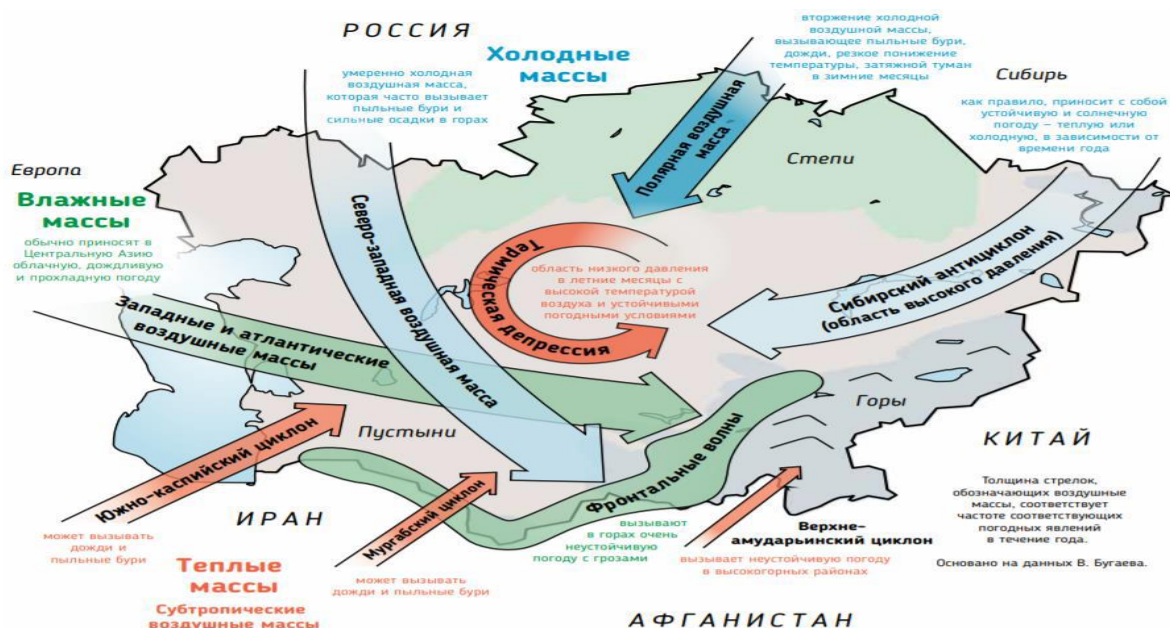 РОССИЯ
Холодные
массы
вторжение холодной
воздушной массы,
вызывающее пыльные бури,
дожди, резкое понижение
температуры, затяжной туман
в зимние месяцы
умеренно холодная
воздушная масса,
которая часто вызывает
пыльные бури и
сильные осадки в горах
Сибирь
как правило, приносит с собой
устойчивую и солнечную
погоду – теплую или
холодную, в зависимости от
времени года
Полярная воздушная
масса
Степи
Европа
Влажные
массы
обычно приносят в
Центральную Азию
облачную, дождливую
и прохладную погоду
Северо-западная воздушная масса
Термическая депрессия
область низкого давления
в летние месяцы с
высокой температурой
воздуха и устойчивыми
погодными условиями
Сибирский антициклон
(область высокого давления)
Западные и атлантические
воздушные массы
Горы
Пустыни
КИТАЙ
Южно-каспийский циклон
Мургабский циклон
Фронтальные волны
Толщина стрелок,
обозначающих воздушные
массы, соответствует
частоте соответствующих
погодных явлений
в течение года.
Основано на данных В. Бугаева.
ИРАН
может вызывать
дожди и
пыльные бури
вызывают
в горах очень
неустойчивую
погоду с грозами
Верхне-
амударьинский циклон
вызывает неустойчивую погоду
в высокогорных районах
Теплые
массы
Субтропические
воздушные массы
может вызывать
дожди и пыльные бури
АФГАНИСТАН